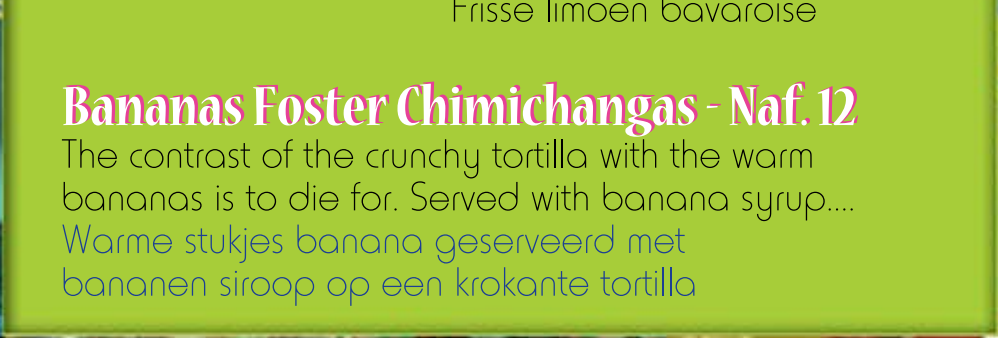 Frisse limoen bavaroise
Bananas Foster Chimichangas - Naf. 12
The contrast of the crunchy tortilla with the warm
bananas is to die for. Served with banana syrup....
Warme stukjes banana geserveerd met
bananen siroop op een krokante tortilla